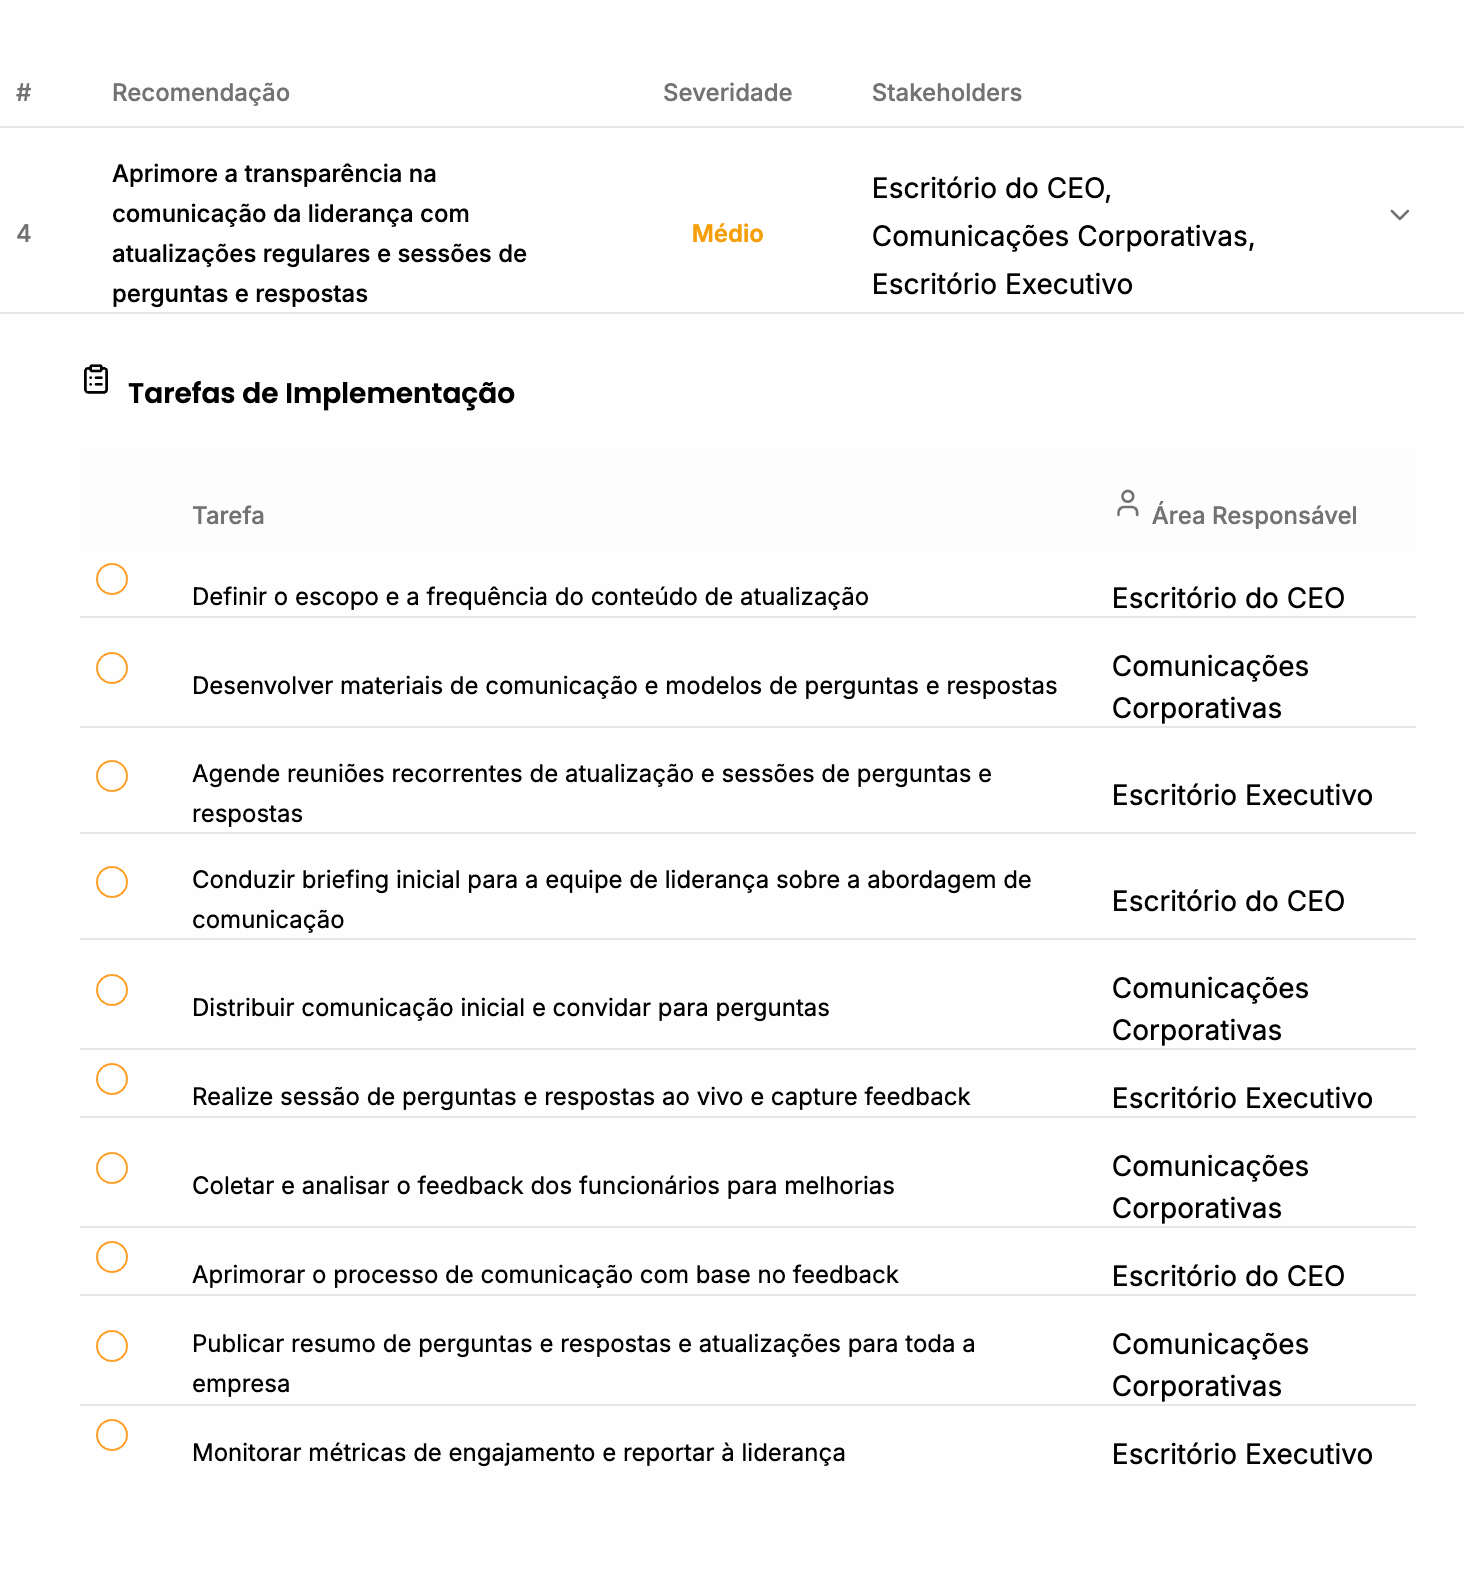 # Recomendação Severidade Stakeholders
4
Aprimore a transparência na
comunicação da liderança com
atualizações regulares e sessões de
perguntas e respostas
Médio
Escritório do CEO,
Comunicações Corporativas,
Escritório Executivo
Tarefas de Implementação
Tarefa Área Responsável
Definir o escopo e a frequência do conteúdo de atualização
Escritório do CEO
Desenvolver materiais de comunicação e modelos de perguntas e respostas
Comunicações
Corporativas
Agende reuniões recorrentes de atualização e sessões de perguntas e
respostas
Escritório Executivo
Conduzir briefing inicial para a equipe de liderança sobre a abordagem de
comunicação
Escritório do CEO
Distribuir comunicação inicial e convidar para perguntas
Comunicações
Corporativas
Realize sessão de perguntas e respostas ao vivo e capture feedback
Escritório Executivo
Coletar e analisar o feedback dos funcionários para melhorias
Comunicações
Corporativas
Aprimorar o processo de comunicação com base no feedback
Escritório do CEO
Publicar resumo de perguntas e respostas e atualizações para toda a
empresa
Comunicações
Corporativas
Monitorar métricas de engajamento e reportar à liderança
Escritório Executivo